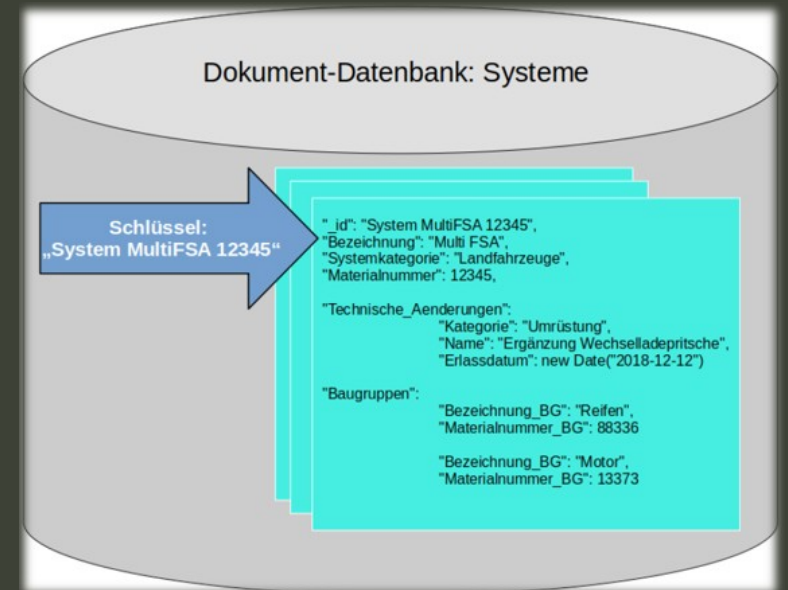 Dokument-Datenbank: Systeme
Schlüssel:
„System MultiFSA 12345“
"_id": "System MultiFSA 12345",
"Bezeichnung": "Multi FSA",
"Systemkategorie": "Landfahrzeuge",
"Materialnummer": 12345,
"Technische_Aenderungen":
"Kategorie": "Umrüstung",
"Name": "Ergänzung Wechselladepritsche",
"Erlassdatum": new Date("2018-12-12")
"Baugruppen":
"Bezeichnung_BG": "Reifen",
"Materialnummer_BG": 88336
"Bezeichnung_BG": "Motor",
"Materialnummer_BG": 13373